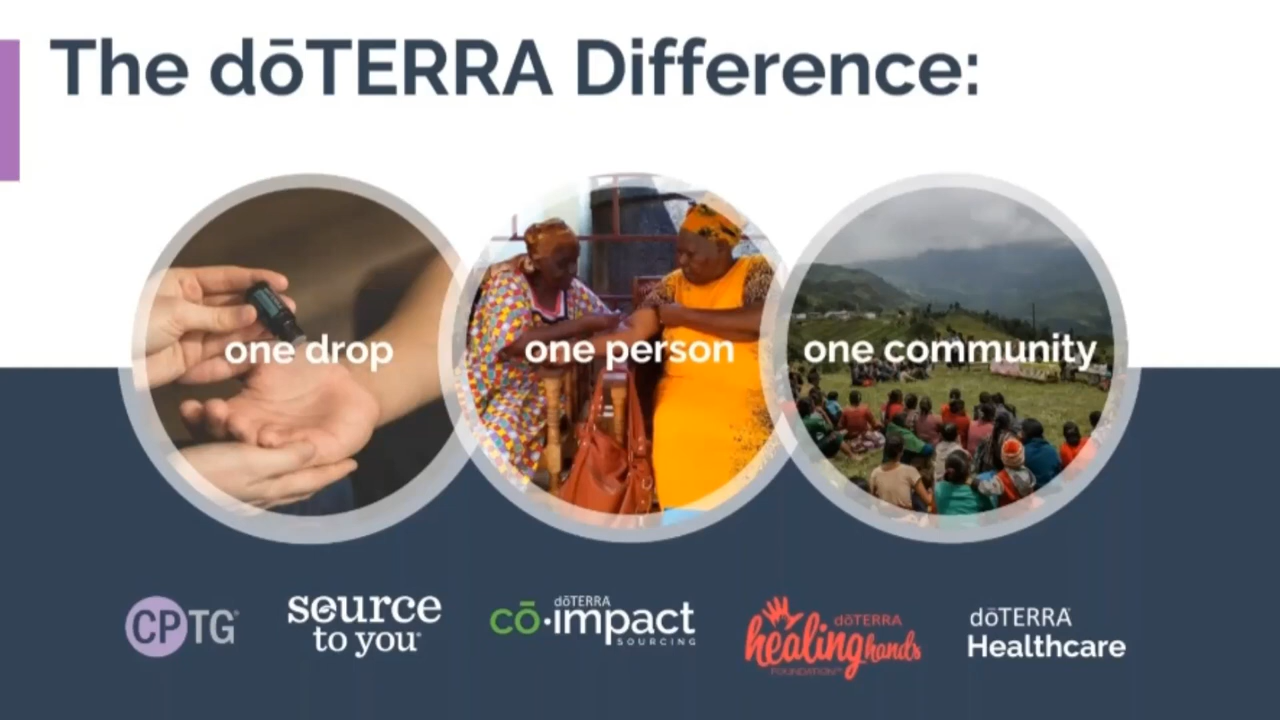 The dōTERRA Difference:
one drop
one person
one community
CPTG®
source
to you®
dōTERRA
cō·impact
SOURCING
dōTERRA
healing hands
FOUNDATION™
dōTERRA®
Healthcare